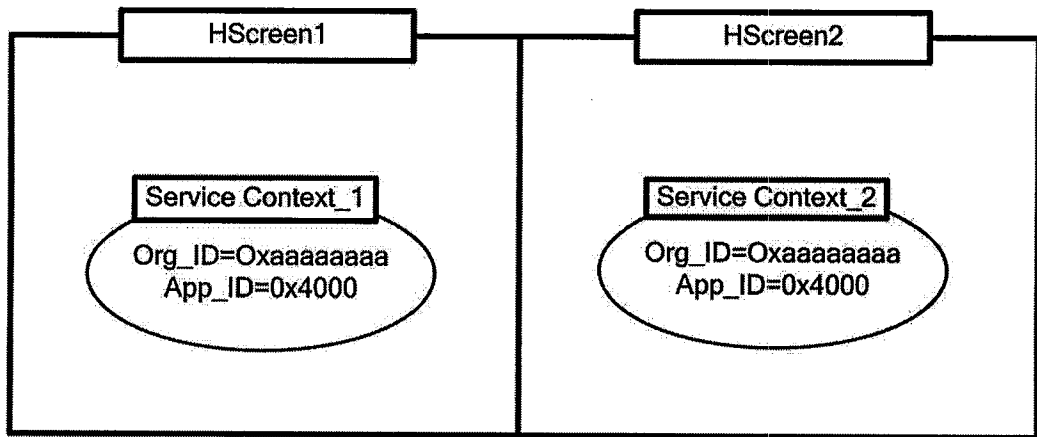 HScreen1
HScreen2
Service Context_1
Org_ID=Oxaaaaaaaa
App_ID=0x4000
Service Context_2
Org_ID=Oxaaaaaaaa
App_ID=0x4000